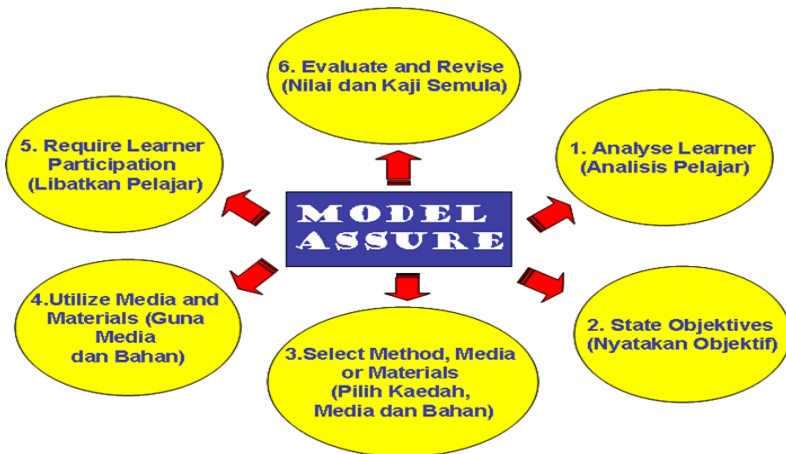 6. Evaluate and Revise
(Nilai dan Kaji Semula)
5. Require Learner
Participation
(Libatkan Pelajar)
1. Analyse Learner
(Analisis Pelajar)
MODEL
ASSURE
4.Utilize Media and
Materials (Guna
Media
dan Bahan)
2. State Objektives
(Nyatakan Objektif)
3.Select Method, Media
or Materials
(Pilih Kaedah,
Media dan Bahan)